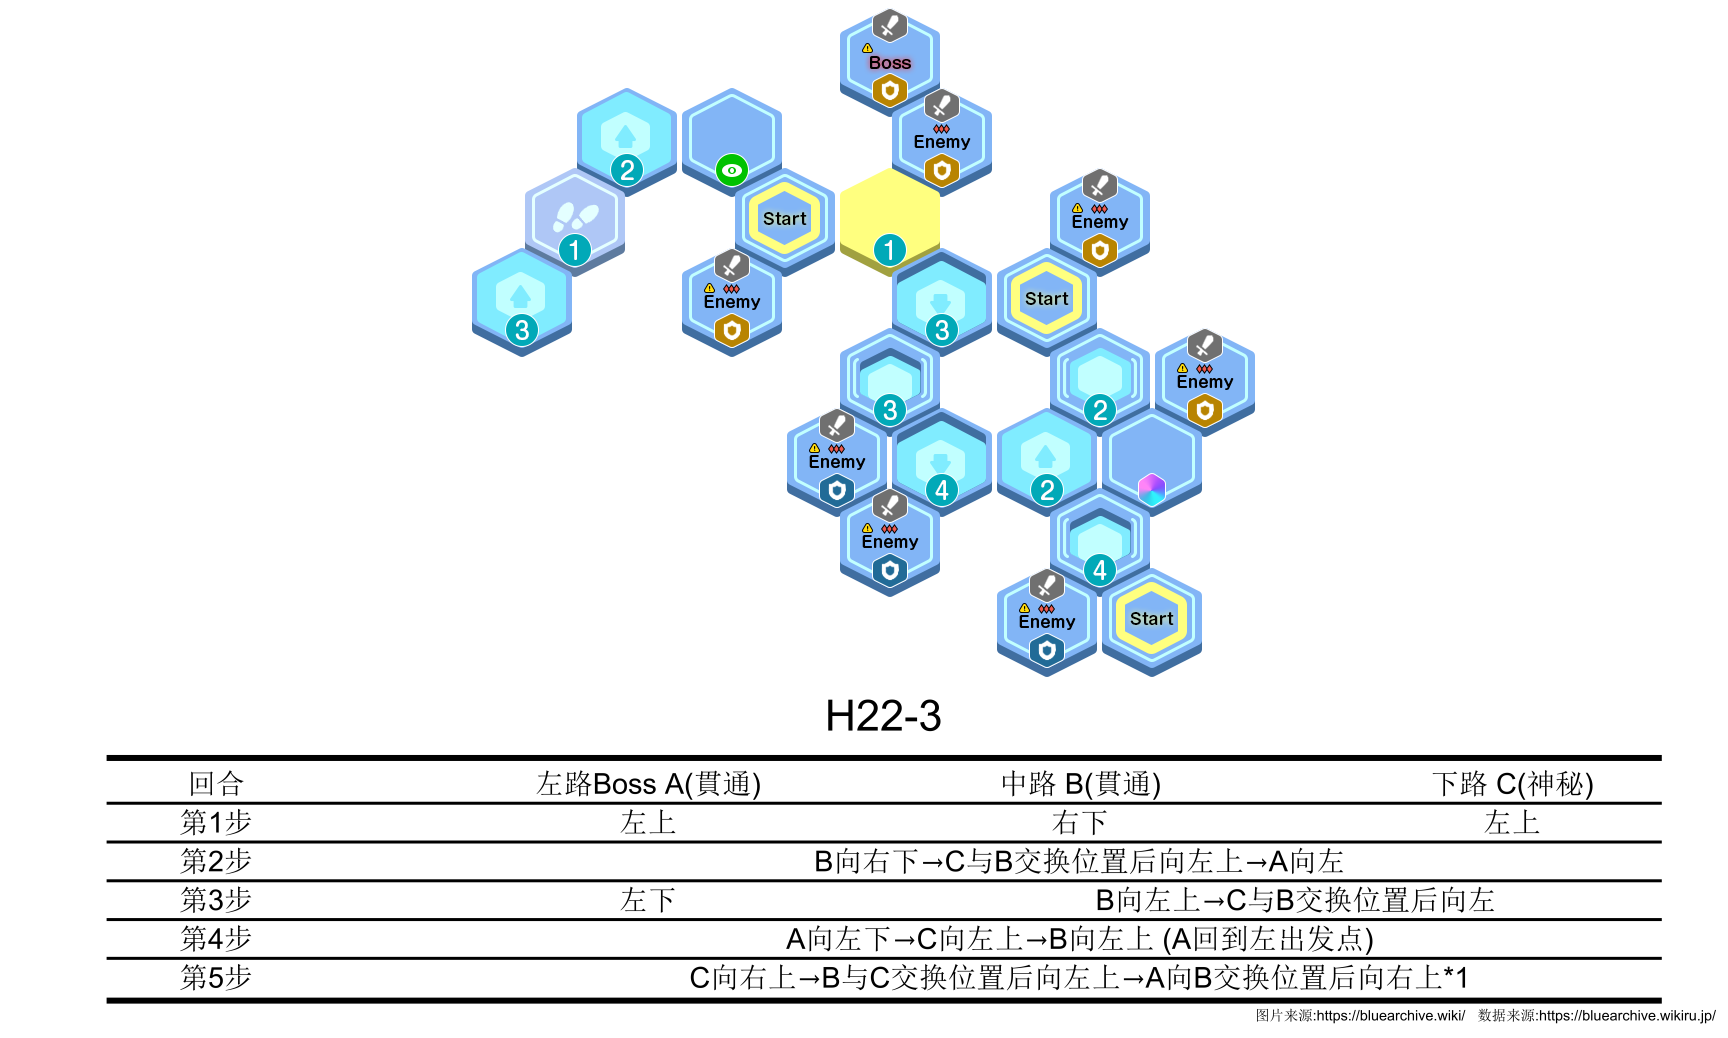 Boss
Enemy
2
Start
1
1
Enemy
Enemy
3
Enemy
3
Start
3
2
Enemy
Enemy
4
2
Enemy
4
Enemy
Start
H22-3
回合 左路Boss A(貫通) 中路 B(貫通) 下路 C(神秘)
第1步 左上 右下 左上
第2步 B向右下→C与B交换位置后向左上→A向左
第3步 左下 B向左上→C与B交换位置后向左
第4步 A向左下→C向左上→B向左上 (A回到左出发点)
第5步 C向右上→B与C交换位置后向左上→A向B交换位置后向右上*1
图片来源:https://bluearchive.wiki/ 数据来源:https://bluearchive.wikiru.jp/